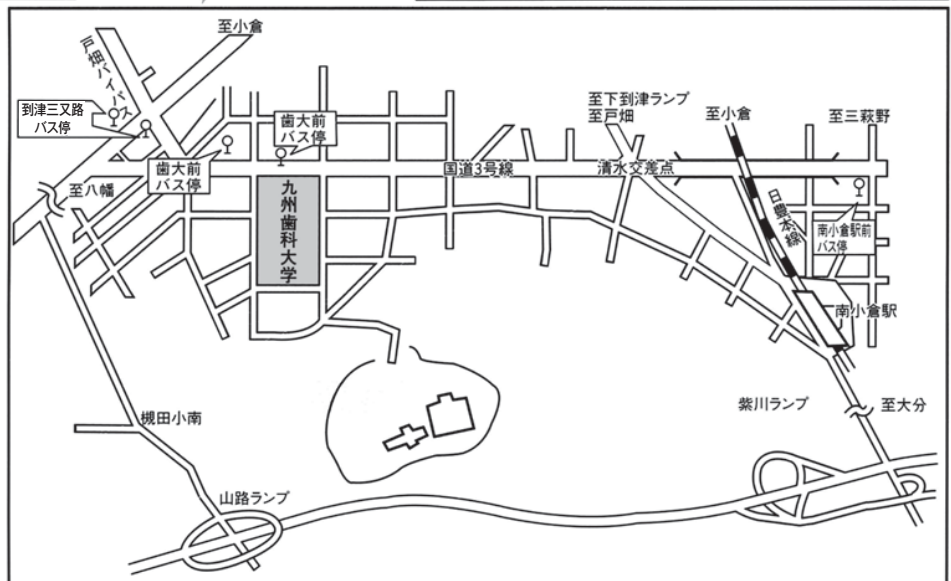 至小倉
戸畑バイパス
到津三又路
バス停
歯大前
バス停
歯大前
バス停
至八幡
九州歯科大学
国道3号線
至下到津ランプ
至戸畑
清水交差点
至小倉
至三萩野
日豊本線
南小倉駅前
バス停
南小倉駅
槻田小南
紫川ランプ
至大分
山路ランプ